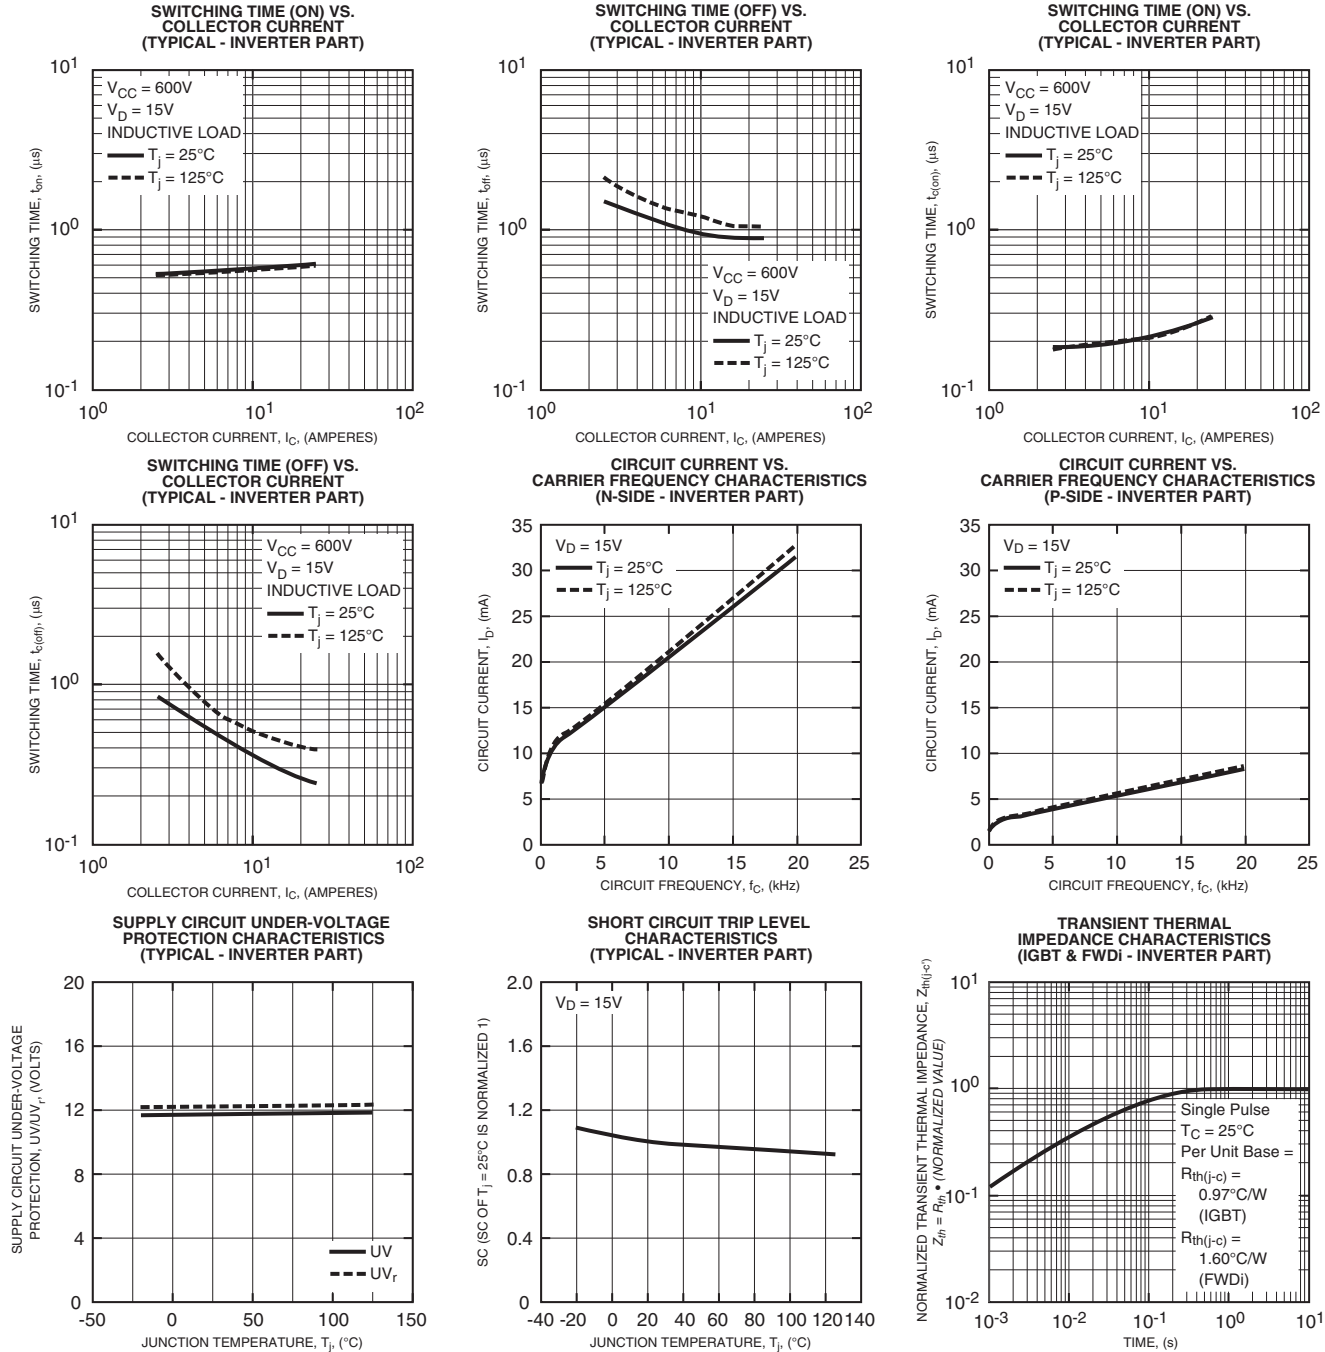 SWITCHING TIME (ON) VS.
COLLECTOR CURRENT
(TYPICAL - INVERTER PART)
10¹
10⁰
10⁻¹
SWITCHING TIME, tₒₙ, (µs)
V_CC = 600V
V_D = 15V
INDUCTIVE LOAD
T_j = 25°C
T_j = 125°C
10⁰ 10¹ 10²
COLLECTOR CURRENT, I_C, (AMPERES)
SWITCHING TIME (OFF) VS.
COLLECTOR CURRENT
(TYPICAL - INVERTER PART)
10¹
10⁰
10⁻¹
SWITCHING TIME, t_off, (µs)
V_CC = 600V
V_D = 15V
INDUCTIVE LOAD
T_j = 25°C
T_j = 125°C
10⁰ 10¹ 10²
COLLECTOR CURRENT, I_C, (AMPERES)
SWITCHING TIME (ON) VS.
COLLECTOR CURRENT
(TYPICAL - INVERTER PART)
10¹
10⁰
10⁻¹
SWITCHING TIME, t_c(on), (µs)
V_CC = 600V
V_D = 15V
INDUCTIVE LOAD
T_j = 25°C
T_j = 125°C
10⁰ 10¹ 10²
COLLECTOR CURRENT, I_C, (AMPERES)
SWITCHING TIME (OFF) VS.
COLLECTOR CURRENT
(TYPICAL - INVERTER PART)
10¹
10⁰
10⁻¹
SWITCHING TIME, t_c(off), (µs)
V_CC = 600V
V_D = 15V
INDUCTIVE LOAD
T_j = 25°C
T_j = 125°C
10⁰ 10¹ 10²
COLLECTOR CURRENT, I_C, (AMPERES)
CIRCUIT CURRENT VS.
CARRIER FREQUENCY CHARACTERISTICS
(N-SIDE - INVERTER PART)
35
30
25
20
15
10
5
0
CIRCUIT CURRENT, I_D, (mA)
V_D = 15V
T_j = 25°C
T_j = 125°C
0 5 10 15 20 25
CIRCUIT FREQUENCY, f_C, (kHz)
CIRCUIT CURRENT VS.
CARRIER FREQUENCY CHARACTERISTICS
(P-SIDE - INVERTER PART)
35
30
25
20
15
10
5
0
CIRCUIT CURRENT, I_D, (mA)
V_D = 15V
T_j = 25°C
T_j = 125°C
0 5 10 15 20 25
CIRCUIT FREQUENCY, f_C, (kHz)
SUPPLY CIRCUIT UNDER-VOLTAGE
PROTECTION CHARACTERISTICS
(TYPICAL - INVERTER PART)
20
16
12
8
4
0
SUPPLY CIRCUIT UNDER-VOLTAGE
PROTECTION, UV/UV_r, (VOLTS)
UV
UV_r
-50 0 50 100 150
JUNCTION TEMPERATURE, T_j, (°C)
SHORT CIRCUIT TRIP LEVEL
CHARACTERISTICS
(TYPICAL - INVERTER PART)
2.0
1.6
1.2
0.8
0.4
0
SC (SC OF T_j = 25°C IS NORMALIZED 1)
V_D = 15V
-40 -20 0 20 40 60 80 100 120 140
JUNCTION TEMPERATURE, T_j, (°C)
TRANSIENT THERMAL
IMPEDANCE CHARACTERISTICS
(IGBT & FWDi - INVERTER PART)
10¹
10⁰
10⁻¹
10⁻²
NORMALIZED TRANSIENT THERMAL IMPEDANCE, Z_th(j-c')
Z_th = R_th • (NORMALIZED VALUE)
Single Pulse
T_C = 25°C
Per Unit Base =
R_th(j-c) =
0.97°C/W
(IGBT)
R_th(j-c) =
1.60°C/W
(FWDi)
10⁻³ 10⁻² 10⁻¹ 10⁰ 10¹
TIME, (s)